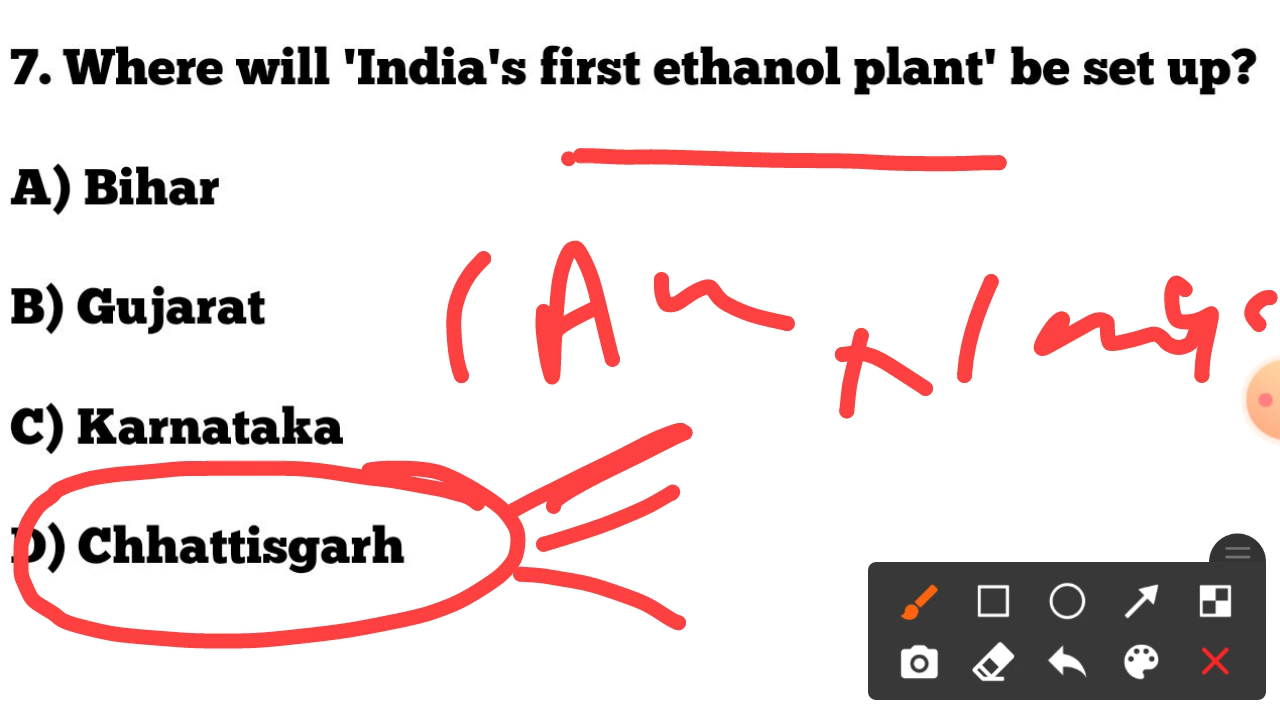 7. Where will 'India's first ethanol plant' be set up?
A) Bihar
B) Gujarat
C) Karnataka
D) Chhattisgarh